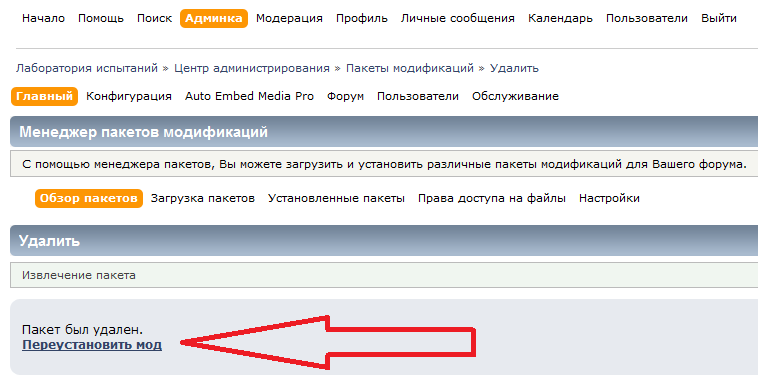 Начало Помощь Поиск Админка Модерация Профиль Личные сообщения Календарь Пользователи Выйти
Лаборатория испытаний » Центр администрирования » Пакеты модификаций » Удалить
Главный Конфигурация Auto Embed Media Pro Форум Пользователи Обслуживание
Менеджер пакетов модификаций
С помощью менеджера пакетов, Вы можете загрузить и установить различные пакеты модификаций для Вашего форума.
Обзор пакетов Загрузка пакетов Установленные пакеты Права доступа на файлы Настройки
Удалить
Извлечение пакета
Пакет был удален.
Переустановить мод